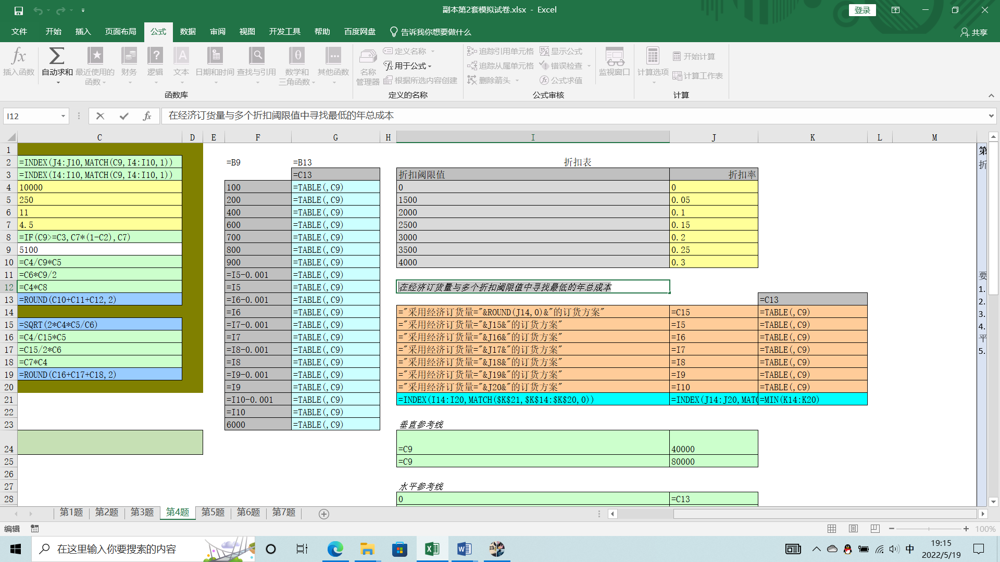 副本第2套模拟试卷.xlsx - Excel
登录
文件 开始 插入 页面布局 公式 数据 审阅 视图 开发工具 帮助 百度网盘 告诉我你想要做什么 共享
插入函数 自动求和 最近使用的函数 财务 逻辑 文本 日期和时间 查找与引用 数学和三角函数 其他函数 名称管理器 定义名称 用于公式 根据所选内容创建 追踪引用单元格 追踪从属单元格 删除箭头 显示公式 错误检查 公式求值 监视窗口 计算选项 开始计算 计算工作表
函数库 定义的名称 公式审核 计算
I12 fx 在经济订货量与多个折扣阈限值中寻找最低的年总成本
C D E F G H I J K L M
1 第
2 =INDEX(J4:J10,MATCH(C9,I4:I10,1)) =B9 =B13 折扣表 折
3 =INDEX(I4:I10,MATCH(C9,I4:I10,1)) =C13 折扣阈限值 折扣率
4 10000 100 =TABLE(,C9) 0 0
5 250 200 =TABLE(,C9) 1500 0.05
6 11 400 =TABLE(,C9) 2000 0.1
7 4.5 600 =TABLE(,C9) 2500 0.15
8 =IF(C9>=C3,C7*(1-C2),C7) 700 =TABLE(,C9) 3000 0.2
9 5100 800 =TABLE(,C9) 3500 0.25
10 =C4/C9*C5 900 =TABLE(,C9) 4000 0.3
11 =C6*C9/2 =I5-0.001 =TABLE(,C9) 要
12 =C4*C8 =I5 =TABLE(,C9) 在经济订货量与多个折扣阈限值中寻找最低的年总成本 1.
13 =ROUND(C10+C11+C12,2) =I6-0.001 =TABLE(,C9) =C13 2.
14 =I6 =TABLE(,C9) ="采用经济订货量="&ROUND(J14,0)&"的订货方案" =C15 =TABLE(,C9) 3.
15 =SQRT(2*C4*C5/C6) =I7-0.001 =TABLE(,C9) ="采用经济订货量="&J15&"的订货方案" =I5 =TABLE(,C9) 4.
16 =C4/C15*C5 =I7 =TABLE(,C9) ="采用经济订货量="&J16&"的订货方案" =I6 =TABLE(,C9) 平
17 =C15/2*C6 =I8-0.001 =TABLE(,C9) ="采用经济订货量="&J17&"的订货方案" =I7 =TABLE(,C9) 5.
18 =C7*C4 =I8 =TABLE(,C9) ="采用经济订货量="&J18&"的订货方案" =I8 =TABLE(,C9)
19 =ROUND(C16+C17+C18,2) =I9-0.001 =TABLE(,C9) ="采用经济订货量="&J19&"的订货方案" =I9 =TABLE(,C9)
20 =I9 =TABLE(,C9) ="采用经济订货量="&J20&"的订货方案" =I10 =TABLE(,C9)
21 =I10-0.001 =TABLE(,C9) =INDEX(I14:I20,MATCH($K$21,$K$14:$K$20,0)) =INDEX(J14:J20,MATC =MIN(K14:K20)
22 =I10 =TABLE(,C9)
23 6000 =TABLE(,C9) 垂直参考线
24 =C9 40000
25 =C9 80000
26
27 水平参考线
28 0 =C13
第1题 第2题 第3题 第4题 第5题 第6题 第7题
编辑 100%
在这里输入你要搜索的内容 中 19:15
2022/5/19